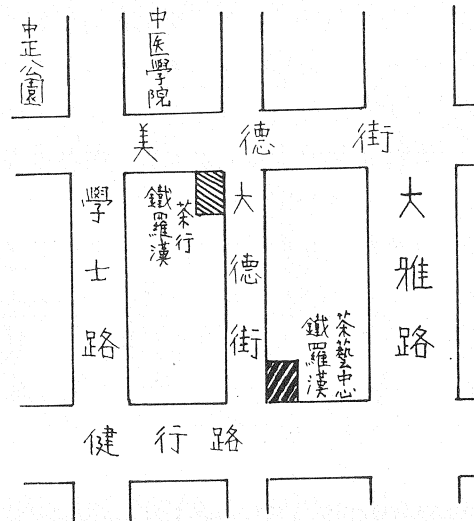 中正公園
中医學院
美德街
學士路
鐵羅漢
茶行
大德街
大雅路
鐵羅漢
茶藝中心
健行路